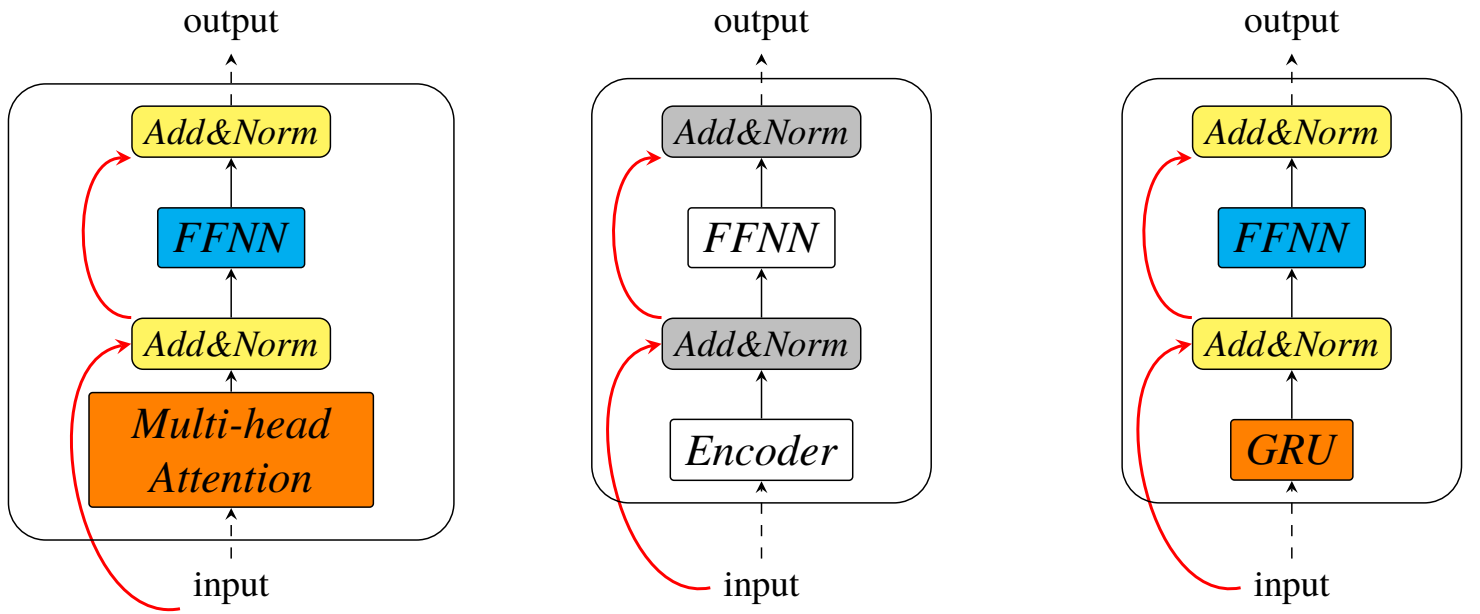 output
Add&Norm
FFNN
Add&Norm
Multi-head
Attention
input
output
Add&Norm
FFNN
Add&Norm
Encoder
input
output
Add&Norm
FFNN
Add&Norm
GRU
input